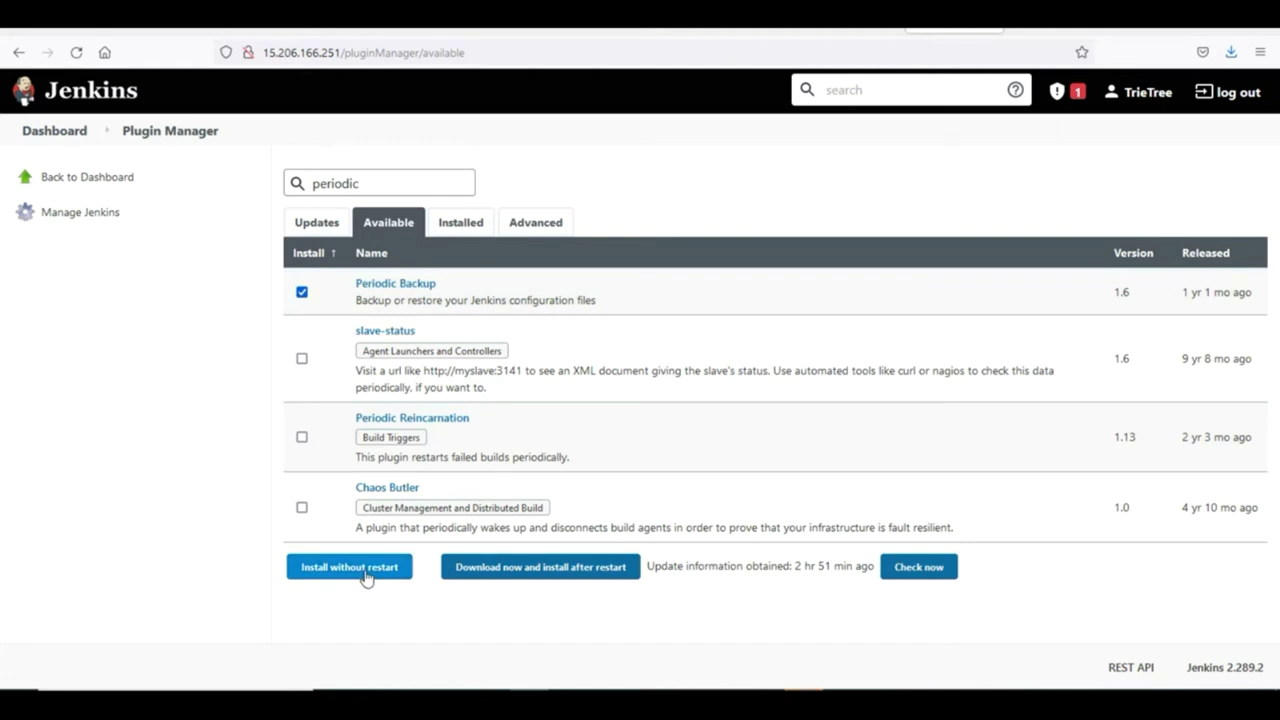 15.206.166.251/pluginManager/available
Jenkins
search
1
TrieTree
log out
Dashboard
Plugin Manager
Back to Dashboard
Manage Jenkins
periodic
Updates
Available
Installed
Advanced
Install ↑
Name
Version
Released
Periodic Backup
Backup or restore your Jenkins configuration files
1.6
1 yr 1 mo ago
slave-status
Agent Launchers and Controllers
Visit a url like http://myslave:3141 to see an XML document giving the slave's status. Use automated tools like curl or nagios to check this data
periodically, if you want to.
1.6
9 yr 8 mo ago
Periodic Reincarnation
Build Triggers
This plugin restarts failed builds periodically.
1.13
2 yr 3 mo ago
Chaos Butler
Cluster Management and Distributed Build
A plugin that periodically wakes up and disconnects build agents in order to prove that your infrastructure is fault resilient.
1.0
4 yr 10 mo ago
Install without restart
Download now and install after restart
Update information obtained: 2 hr 51 min ago
Check now
REST API
Jenkins 2.289.2